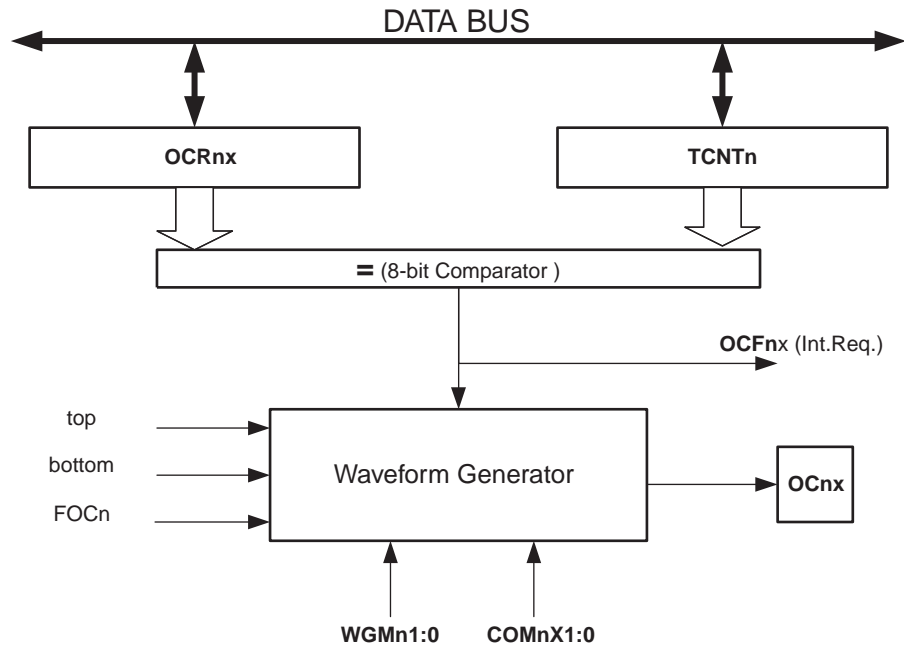 DATA BUS
OCRnx
TCNTn
= (8-bit Comparator )
OCFnx (Int.Req.)
top
bottom
FOCn
Waveform Generator
OCnx
WGMn1:0
COMnX1:0